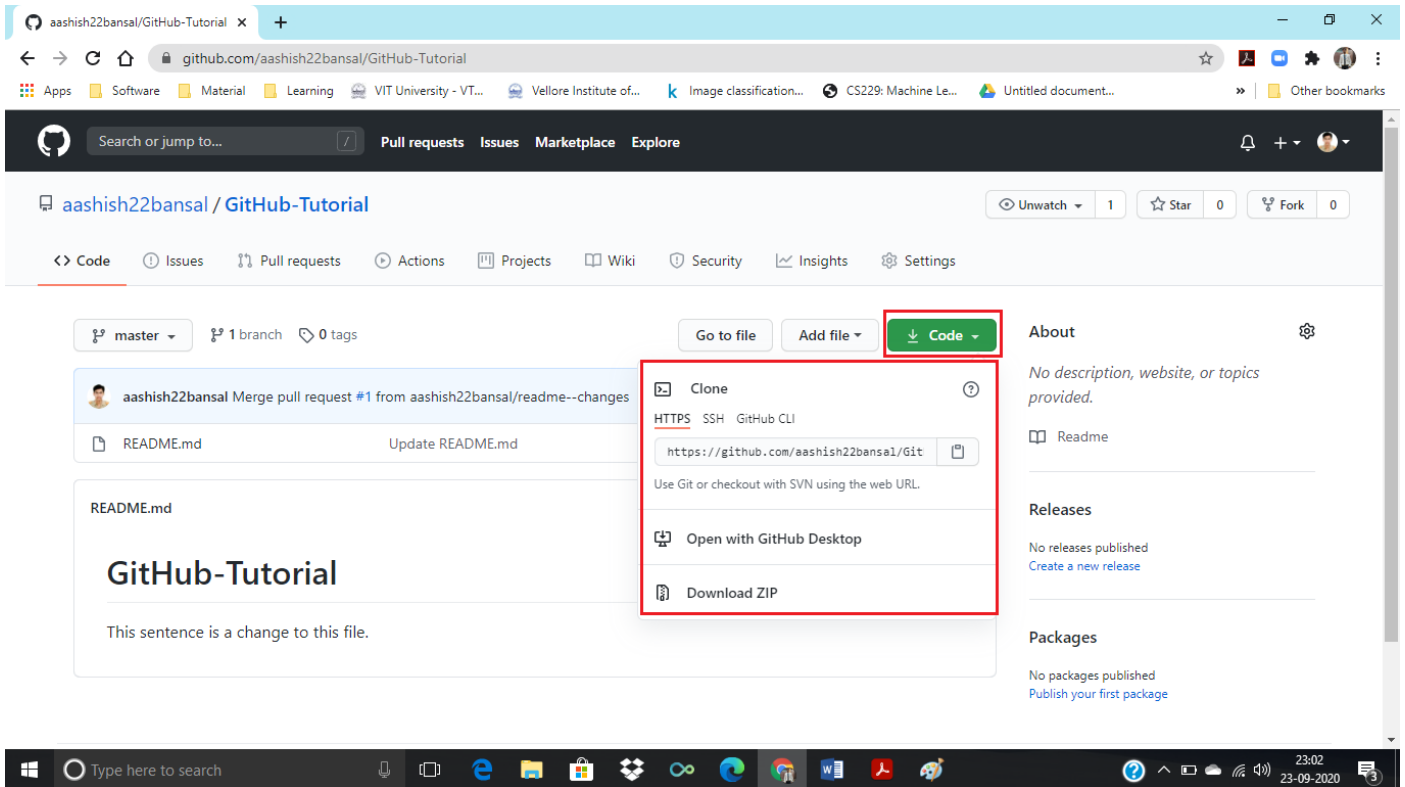 aashish22bansal/GitHub-Tutorial
github.com/aashish22bansal/GitHub-Tutorial
Apps Software Material Learning VIT University - VT... Vellore Institute of... Image classification... CS229: Machine Le... Untitled document... » Other bookmarks
Search or jump to... / Pull requests Issues Marketplace Explore
aashish22bansal / GitHub-Tutorial Unwatch 1 Star 0 Fork 0
Code Issues Pull requests Actions Projects Wiki Security Insights Settings
master 1 branch 0 tags Go to file Add file Code
aashish22bansal Merge pull request #1 from aashish22bansal/readme--changes
README.md Update README.md
README.md
GitHub-Tutorial
This sentence is a change to this file.
Clone
HTTPS SSH GitHub CLI
https://github.com/aashish22bansal/Git
Use Git or checkout with SVN using the web URL.
Open with GitHub Desktop
Download ZIP
About
No description, website, or topics
provided.
Readme
Releases
No releases published
Create a new release
Packages
No packages published
Publish your first package
Type here to search
23:02
23-09-2020
3